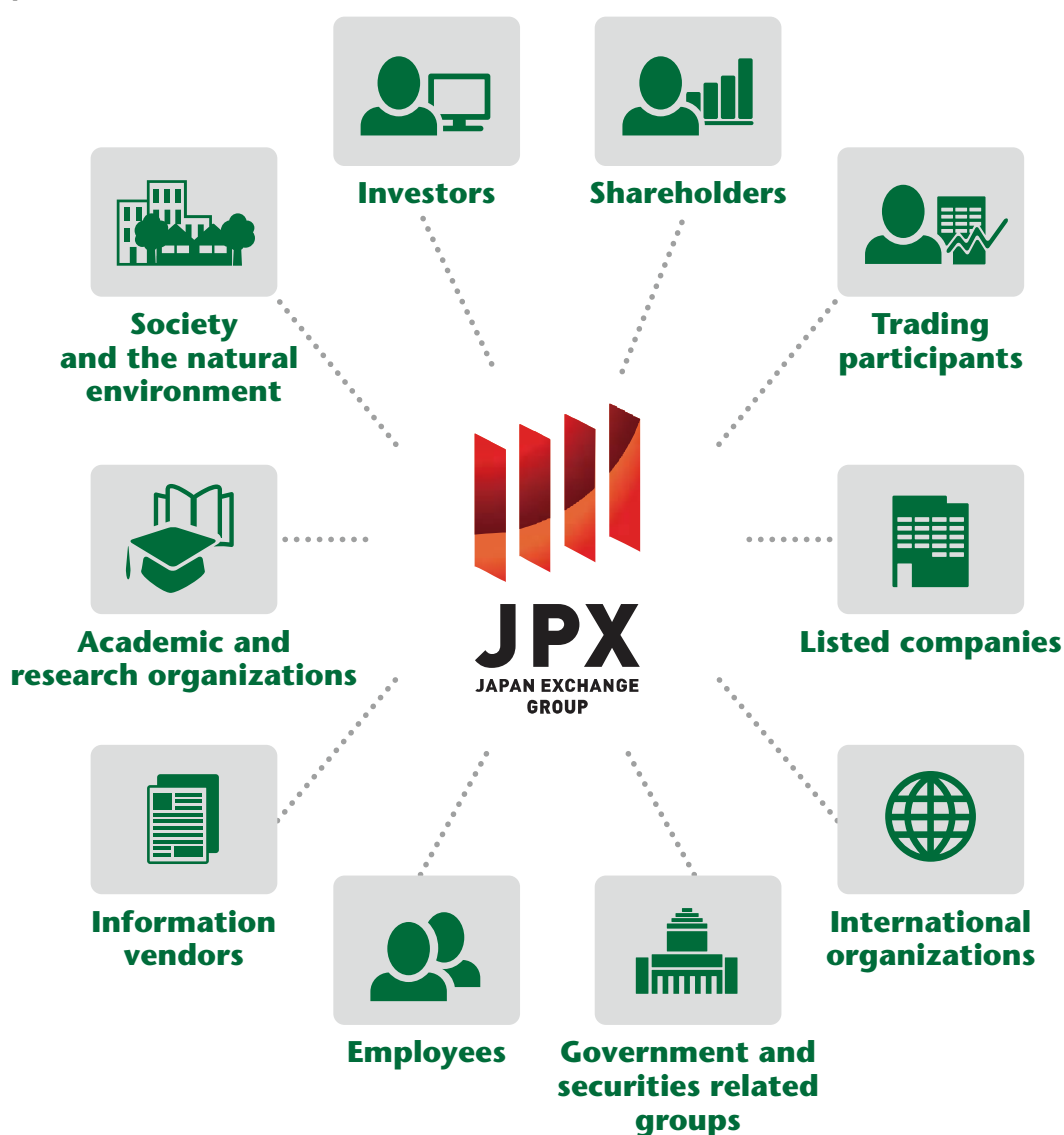 Investors
Shareholders
Society
and the natural
environment
Trading
participants
Academic and
research organizations
JPX
JAPAN EXCHANGE
GROUP
Listed companies
Information
vendors
International
organizations
Employees
Government and
securities related
groups